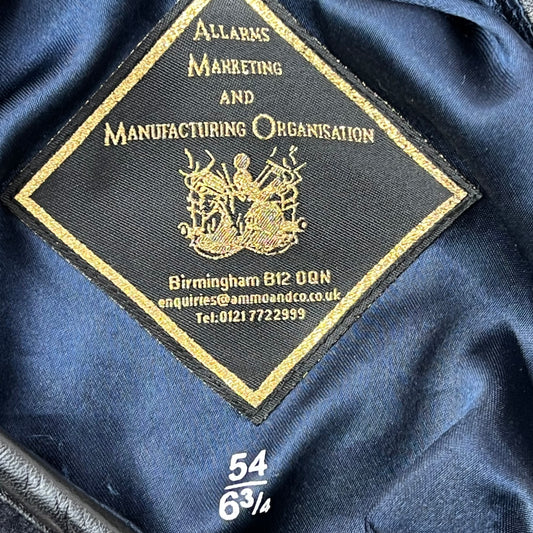 ALLARMS
MARKETING
AND
MANUFACTURING ORGANISATION
Birmingham B12 0QN
enquiries@ammoandco.co.uk
Tel:0121 7722999
54
6¾